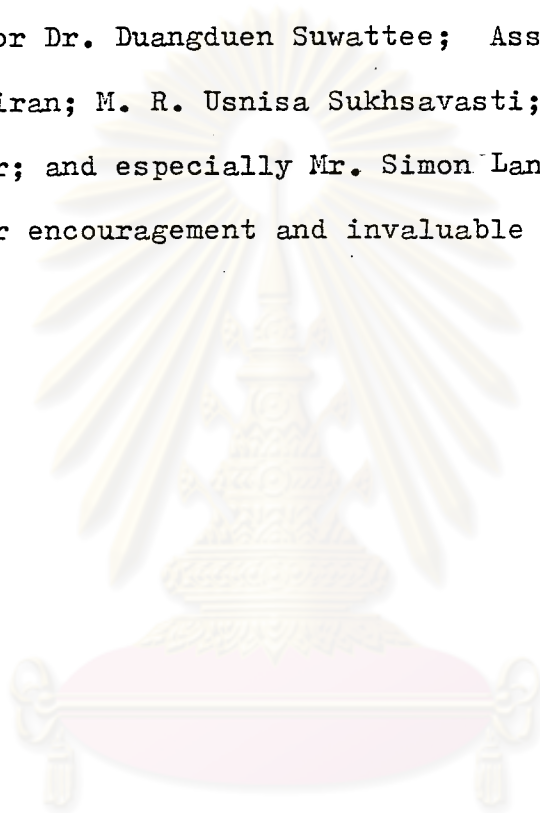 or Dr. Duangduen Suwattee; Ass
iran; M. R. Usnisa Sukhsavasti;
r; and especially Mr. Simon Lan
r encouragement and invaluable